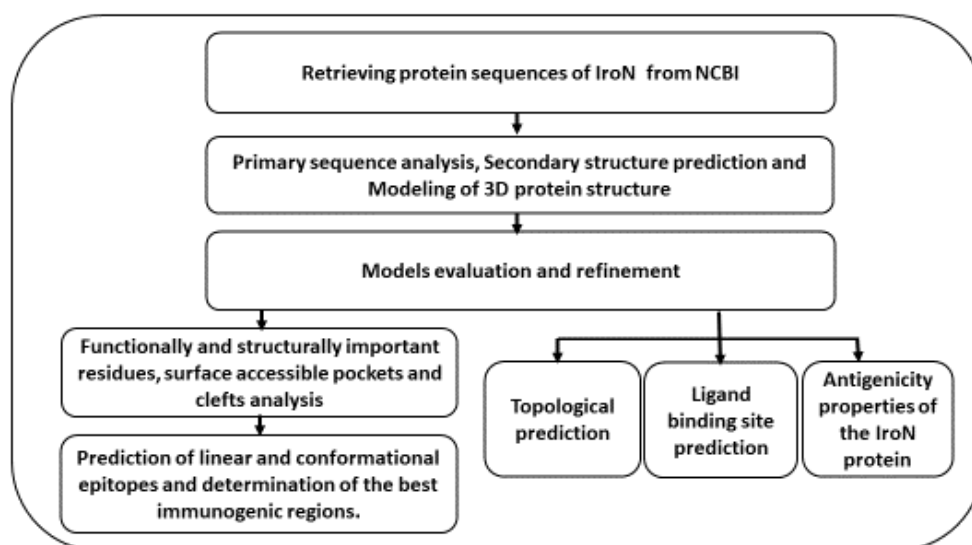 Retrieving protein sequences of IroN from NCBI
Primary sequence analysis, Secondary structure prediction and
Modeling of 3D protein structure
Models evaluation and refinement
Functionally and structurally important
residues, surface accessible pockets and
clefts analysis
Prediction of linear and conformational
epitopes and determination of the best
immunogenic regions.
Topological
prediction
Ligand
binding site
prediction
Antigenicity
properties of
the IroN
protein